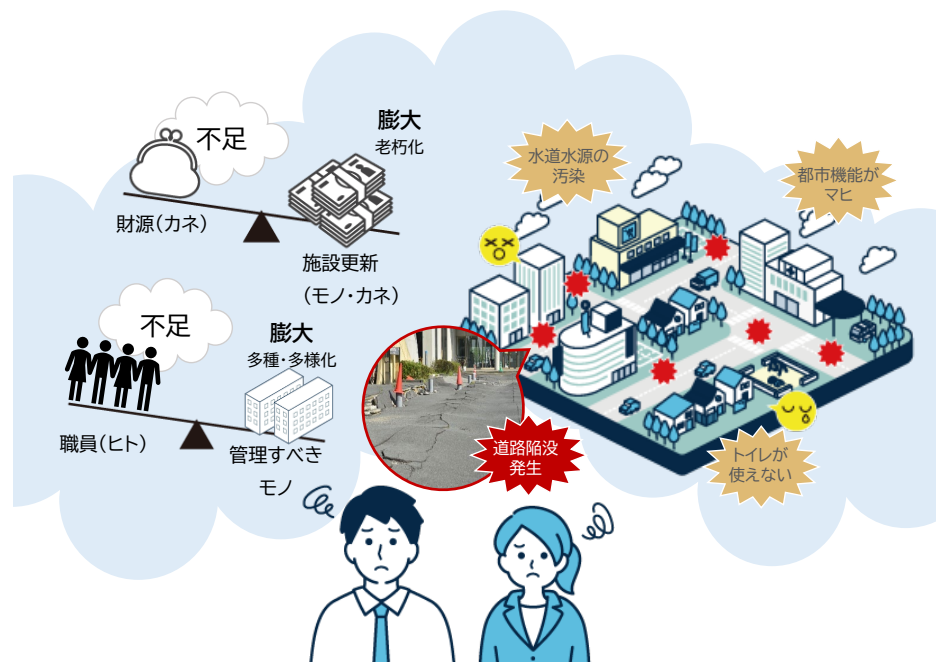 不足
膨大
老朽化
財源(カネ)
施設更新
(モノ・カネ)
不足
膨大
多種・多様化
職員(ヒト)
管理すべき
モノ
水道水源の
汚染
都市機能が
マヒ
道路陥没
発生
トイレが
使えない